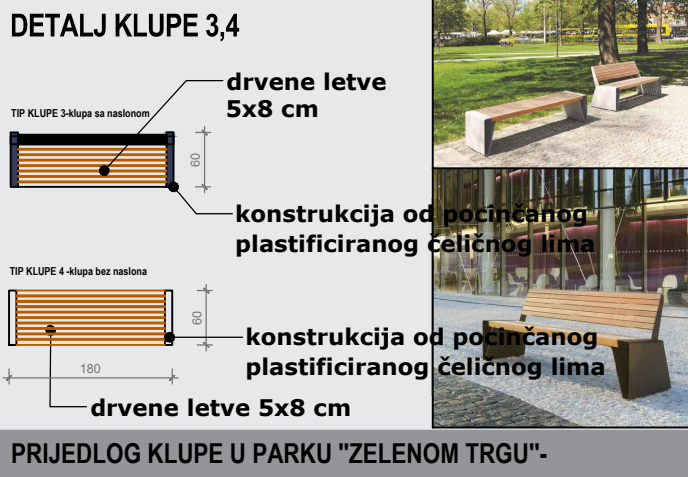 DETALJ KLUPE 3,4
drvene letve
5x8 cm
TIP KLUPE 3-klupa sa naslonom
60
konstrukcija od pocinčanog
plastificiranog čeličnog lima
TIP KLUPE 4 -klupa bez naslona
60
konstrukcija od pocinčanog
plastificiranog čeličnog lima
180
drvene letve 5x8 cm
PRIJEDLOG KLUPE U PARKU "ZELENOM TRGU"-